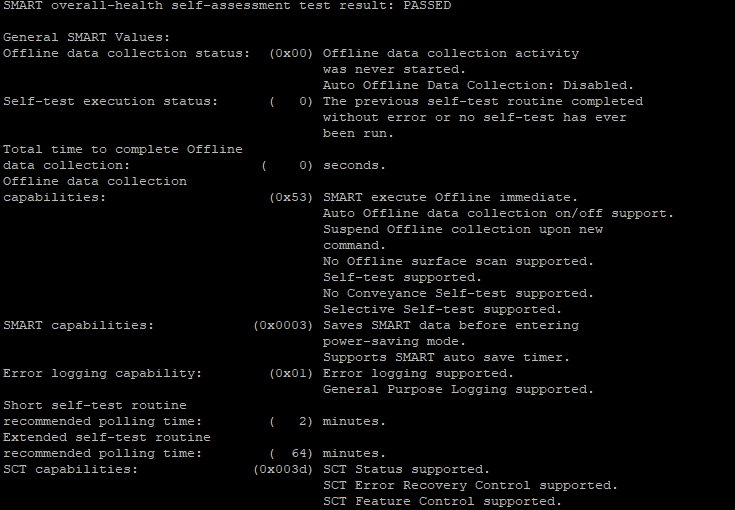 SMART overall-health self-assessment test result: PASSED

General SMART Values:
Offline data collection status:  (0x00) Offline data collection activity
                                        was never started.
                                        Auto Offline Data Collection: Disabled.
Self-test execution status:      (   0) The previous self-test routine completed
                                        without error or no self-test has ever
                                        been run.
Total time to complete Offline
data collection:                (    0) seconds.
Offline data collection
capabilities:                    (0x53) SMART execute Offline immediate.
                                        Auto Offline data collection on/off support.
                                        Suspend Offline collection upon new
                                        command.
                                        No Offline surface scan supported.
                                        Self-test supported.
                                        No Conveyance Self-test supported.
                                        Selective Self-test supported.
SMART capabilities:            (0x0003) Saves SMART data before entering
                                        power-saving mode.
                                        Supports SMART auto save timer.
Error logging capability:        (0x01) Error logging supported.
                                        General Purpose Logging supported.
Short self-test routine
recommended polling time:        (   2) minutes.
Extended self-test routine
recommended polling time:        (  64) minutes.
SCT capabilities:              (0x003d) SCT Status supported.
                                        SCT Error Recovery Control supported.
                                        SCT Feature Control supported.